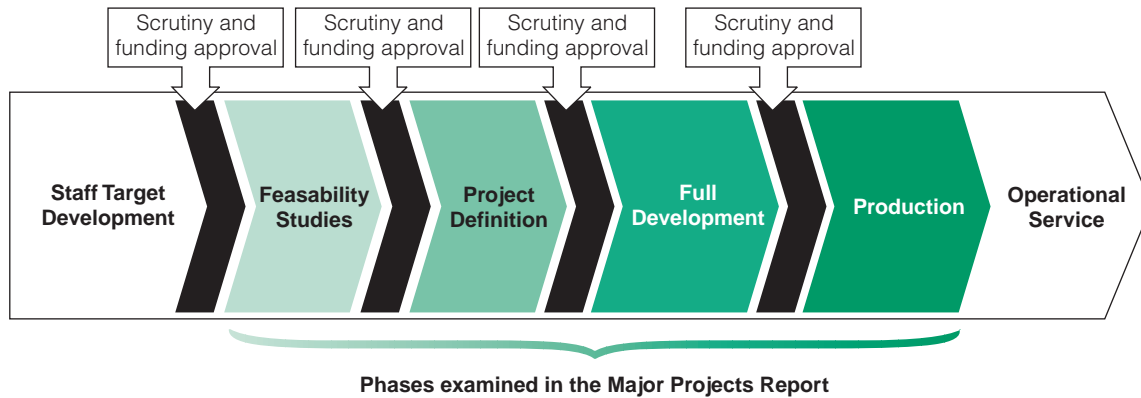 Scrutiny and
funding approval
Scrutiny and
funding approval
Scrutiny and
funding approval
Scrutiny and
funding approval
Staff Target
Development
Feasability
Studies
Project
Definition
Full
Development
Production
Operational
Service
Phases examined in the Major Projects Report